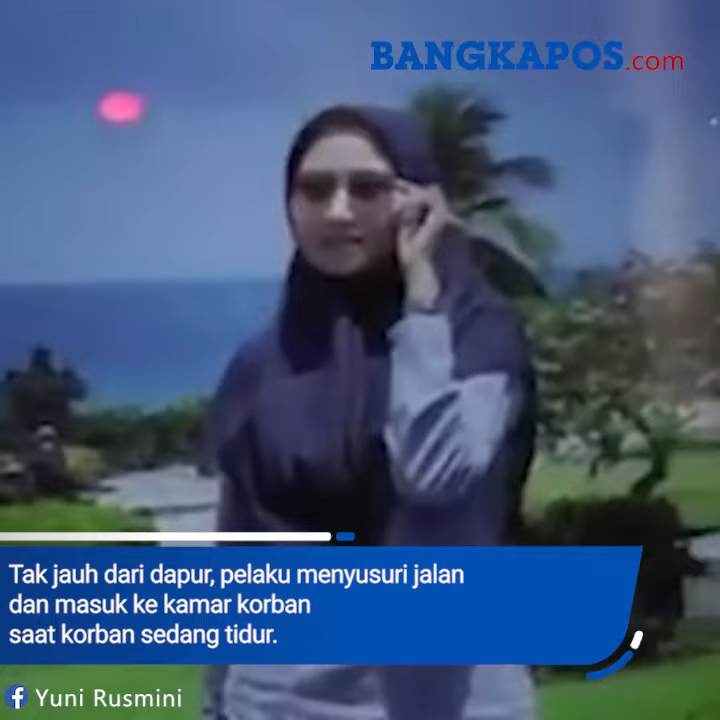 BANGKAPOS.com
Tak jauh dari dapur, pelaku menyusuri jalan
dan masuk ke kamar korban
saat korban sedang tidur.
Yuni Rusmini